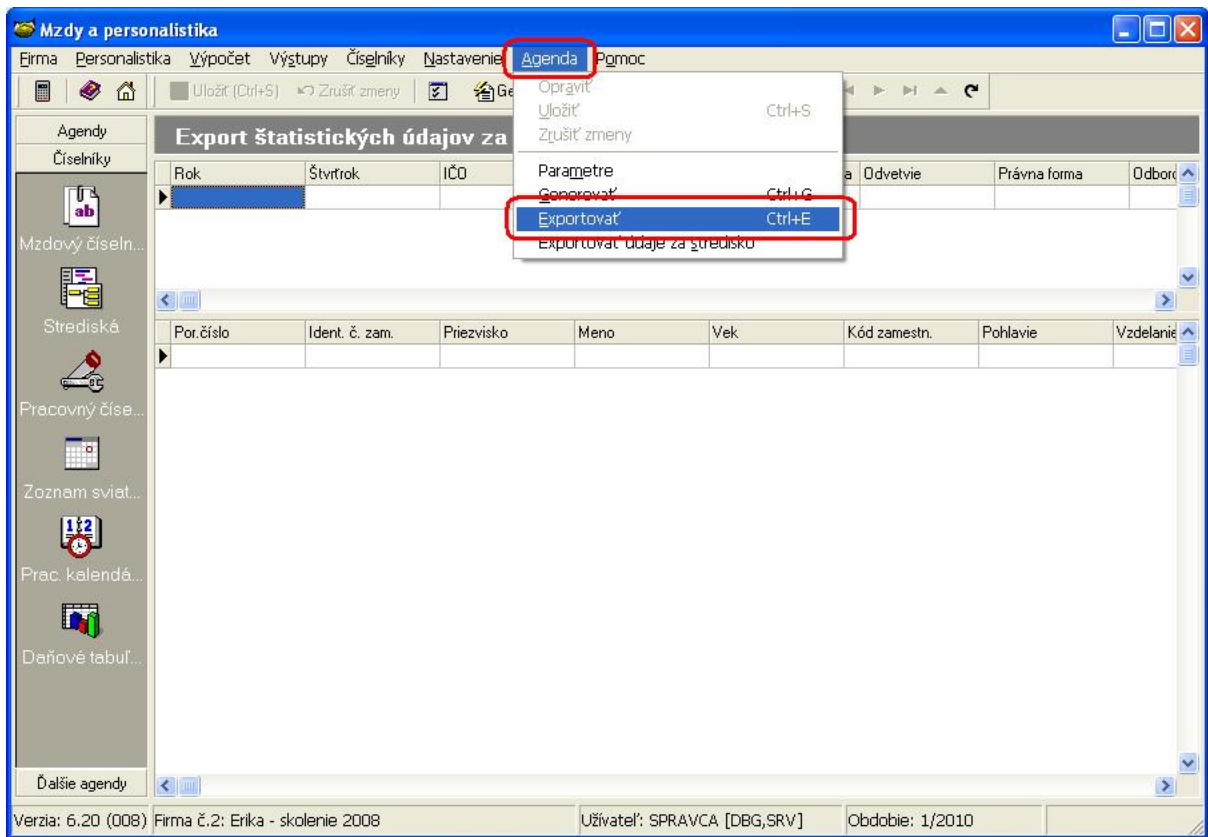 Mzdy a personalistika
Firma Personalistika Výpočet Výstupy Číselníky Nastavenie Agenda Pomoc
Uložiť (Ctrl+S) Zrušiť zmeny Ge
Opraviť
Uložiť Ctrl+S
Zrušiť zmeny
Parametre
Generovať Ctrl+G
Exportovať Ctrl+E
Exportovať údaje za stredisko
Agendy
Číselníky
Mzdový číseln...
Strediská
Pracovný číse...
Zoznam sviat...
Prac. kalendá...
Daňové tabuľ...
Ďalšie agendy
Export štatistických údajov za
Rok Štvrťrok IČO a Odvetvie Právna forma Odboro
Por.číslo Ident. č. zam. Priezvisko Meno Vek Kód zamestn. Pohlavie Vzdelanie
Verzia: 6.20 (008) Firma č.2: Erika - skolenie 2008 Užívateľ: SPRAVCA [DBG,SRV] Obdobie: 1/2010